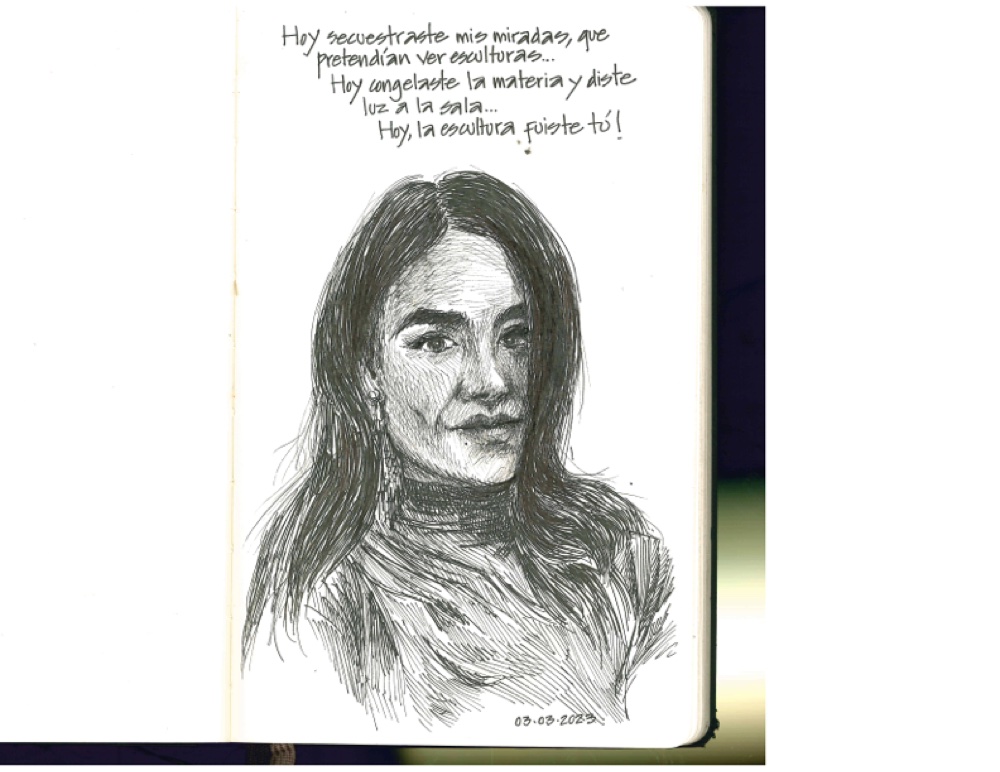 Hoy secuestraste mis miradas, que
pretendían ver esculturas...
Hoy congelaste la materia y diste
luz a la sala...
Hoy, la escultura fuiste tú!
03.03.2023